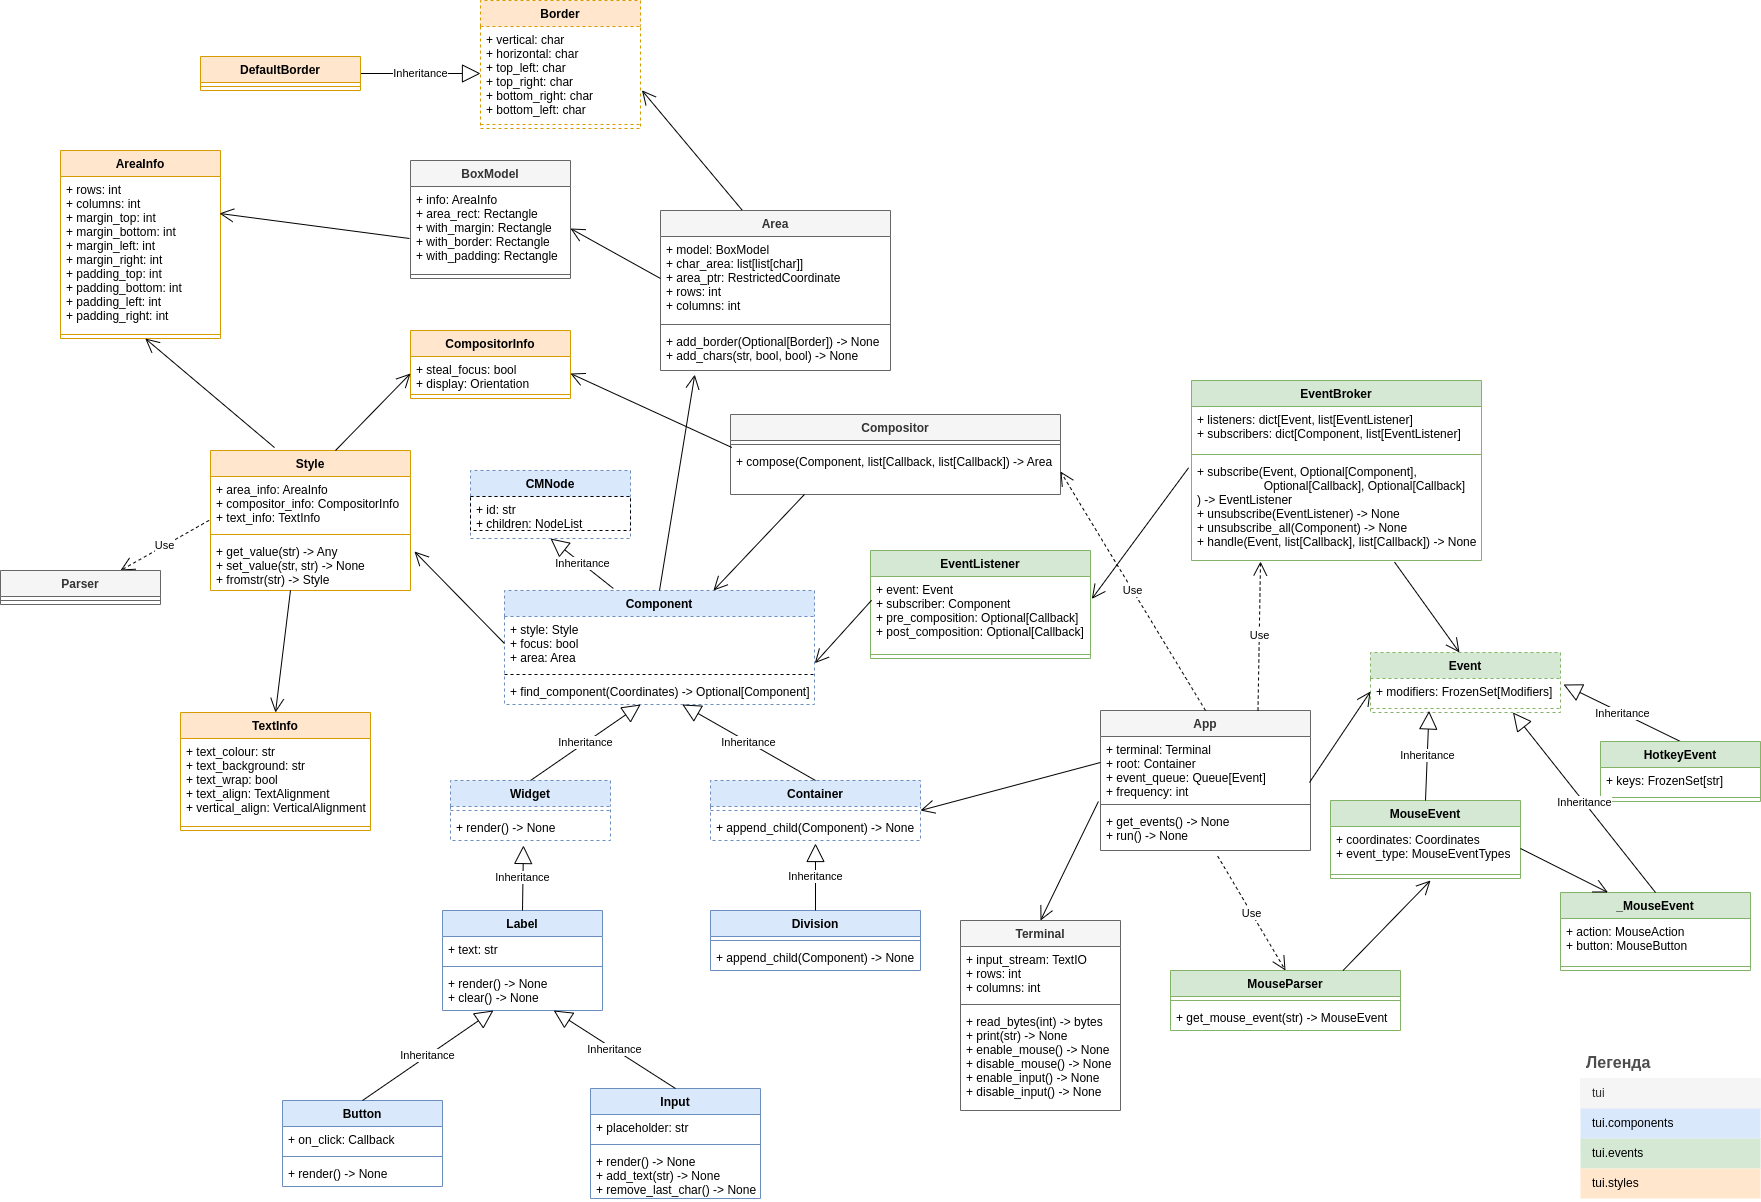 Border
+ vertical: char
+ horizontal: char
+ top_left: char
+ top_right: char
+ bottom_right: char
+ bottom_left: char
DefaultBorder
Inheritance
AreaInfo
+ rows: int
+ columns: int
+ margin_top: int
+ margin_bottom: int
+ margin_left: int
+ margin_right: int
+ padding_top: int
+ padding_bottom: int
+ padding_left: int
+ padding_right: int
BoxModel
+ info: AreaInfo
+ area_rect: Rectangle
+ with_margin: Rectangle
+ with_border: Rectangle
+ with_padding: Rectangle
Area
+ model: BoxModel
+ char_area: list[list[char]]
+ area_ptr: RestrictedCoordinate
+ rows: int
+ columns: int
+ add_border(Optional[Border]) -> None
+ add_chars(str, bool, bool) -> None
CompositorInfo
+ steal_focus: bool
+ display: Orientation
Compositor
+ compose(Component, list[Callback, list[Callback]) -> Area
EventBroker
+ listeners: dict[Event, list[EventListener]
+ subscribers: dict[Component, list[EventListener]
+ subscribe(Event, Optional[Component],
Optional[Callback], Optional[Callback]
) -> EventListener
+ unsubscribe(EventListener) -> None
+ unsubscribe_all(Component) -> None
+ handle(Event, list[Callback], list[Callback]) -> None
Style
+ area_info: AreaInfo
+ compositor_info: CompositorInfo
+ text_info: TextInfo
+ get_value(str) -> Any
+ set_value(str, str) -> None
+ fromstr(str) -> Style
Use
Parser
CMNode
+ id: str
+ children: NodeList
Inheritance
EventListener
+ event: Event
+ subscriber: Component
+ pre_composition: Optional[Callback]
+ post_composition: Optional[Callback]
Use
Use
Component
+ style: Style
+ focus: bool
+ area: Area
+ find_component(Coordinates) -> Optional[Component]
Event
+ modifiers: FrozenSet[Modifiers]
TextInfo
+ text_colour: str
+ text_background: str
+ text_wrap: bool
+ text_align: TextAlignment
+ vertical_align: VerticalAlignment
Inheritance
Inheritance
App
+ terminal: Terminal
+ root: Container
+ event_queue: Queue[Event]
+ frequency: int
+ get_events() -> None
+ run() -> None
Inheritance
Inheritance
HotkeyEvent
+ keys: FrozenSet[str]
Inheritance
Widget
+ render() -> None
Container
+ append_child(Component) -> None
MouseEvent
+ coordinates: Coordinates
+ event_type: MouseEventTypes
Inheritance
Inheritance
_MouseEvent
+ action: MouseAction
+ button: MouseButton
Label
+ text: str
+ render() -> None
+ clear() -> None
Division
+ append_child(Component) -> None
Use
Terminal
+ input_stream: TextIO
+ rows: int
+ columns: int
+ read_bytes(int) -> bytes
+ print(str) -> None
+ enable_mouse() -> None
+ disable_mouse() -> None
+ enable_input() -> None
+ disable_input() -> None
MouseParser
+ get_mouse_event(str) -> MouseEvent
Inheritance
Inheritance
Button
+ on_click: Callback
+ render() -> None
Input
+ placeholder: str
+ render() -> None
+ add_text(str) -> None
+ remove_last_char() -> None
Легенда
tui
tui.components
tui.events
tui.styles